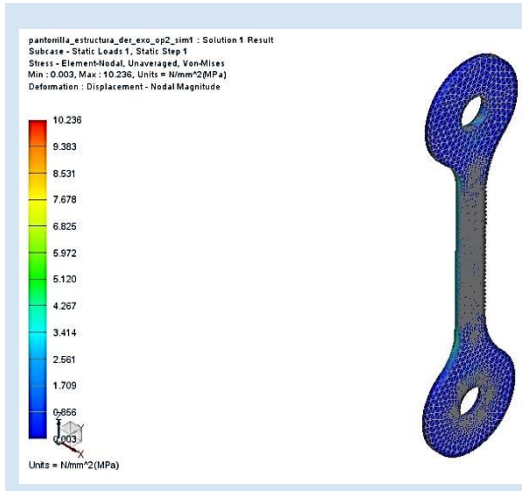 pantorrilla_estructura_der_exo_op2_sim1 : Solution 1 Result
Subcase - Static Loads 1, Static Step 1
Stress - Element-Nodal, Unaveraged, Von-Mises
Min : 0.003, Max : 10.236, Units = N/mm^2(MPa)
Deformation : Displacement - Nodal Magnitude
10.236
9.383
8.531
7.678
6.825
5.972
5.120
4.267
3.414
2.561
1.709
0.856
0.003
X
Units = N/mm^2(MPa)